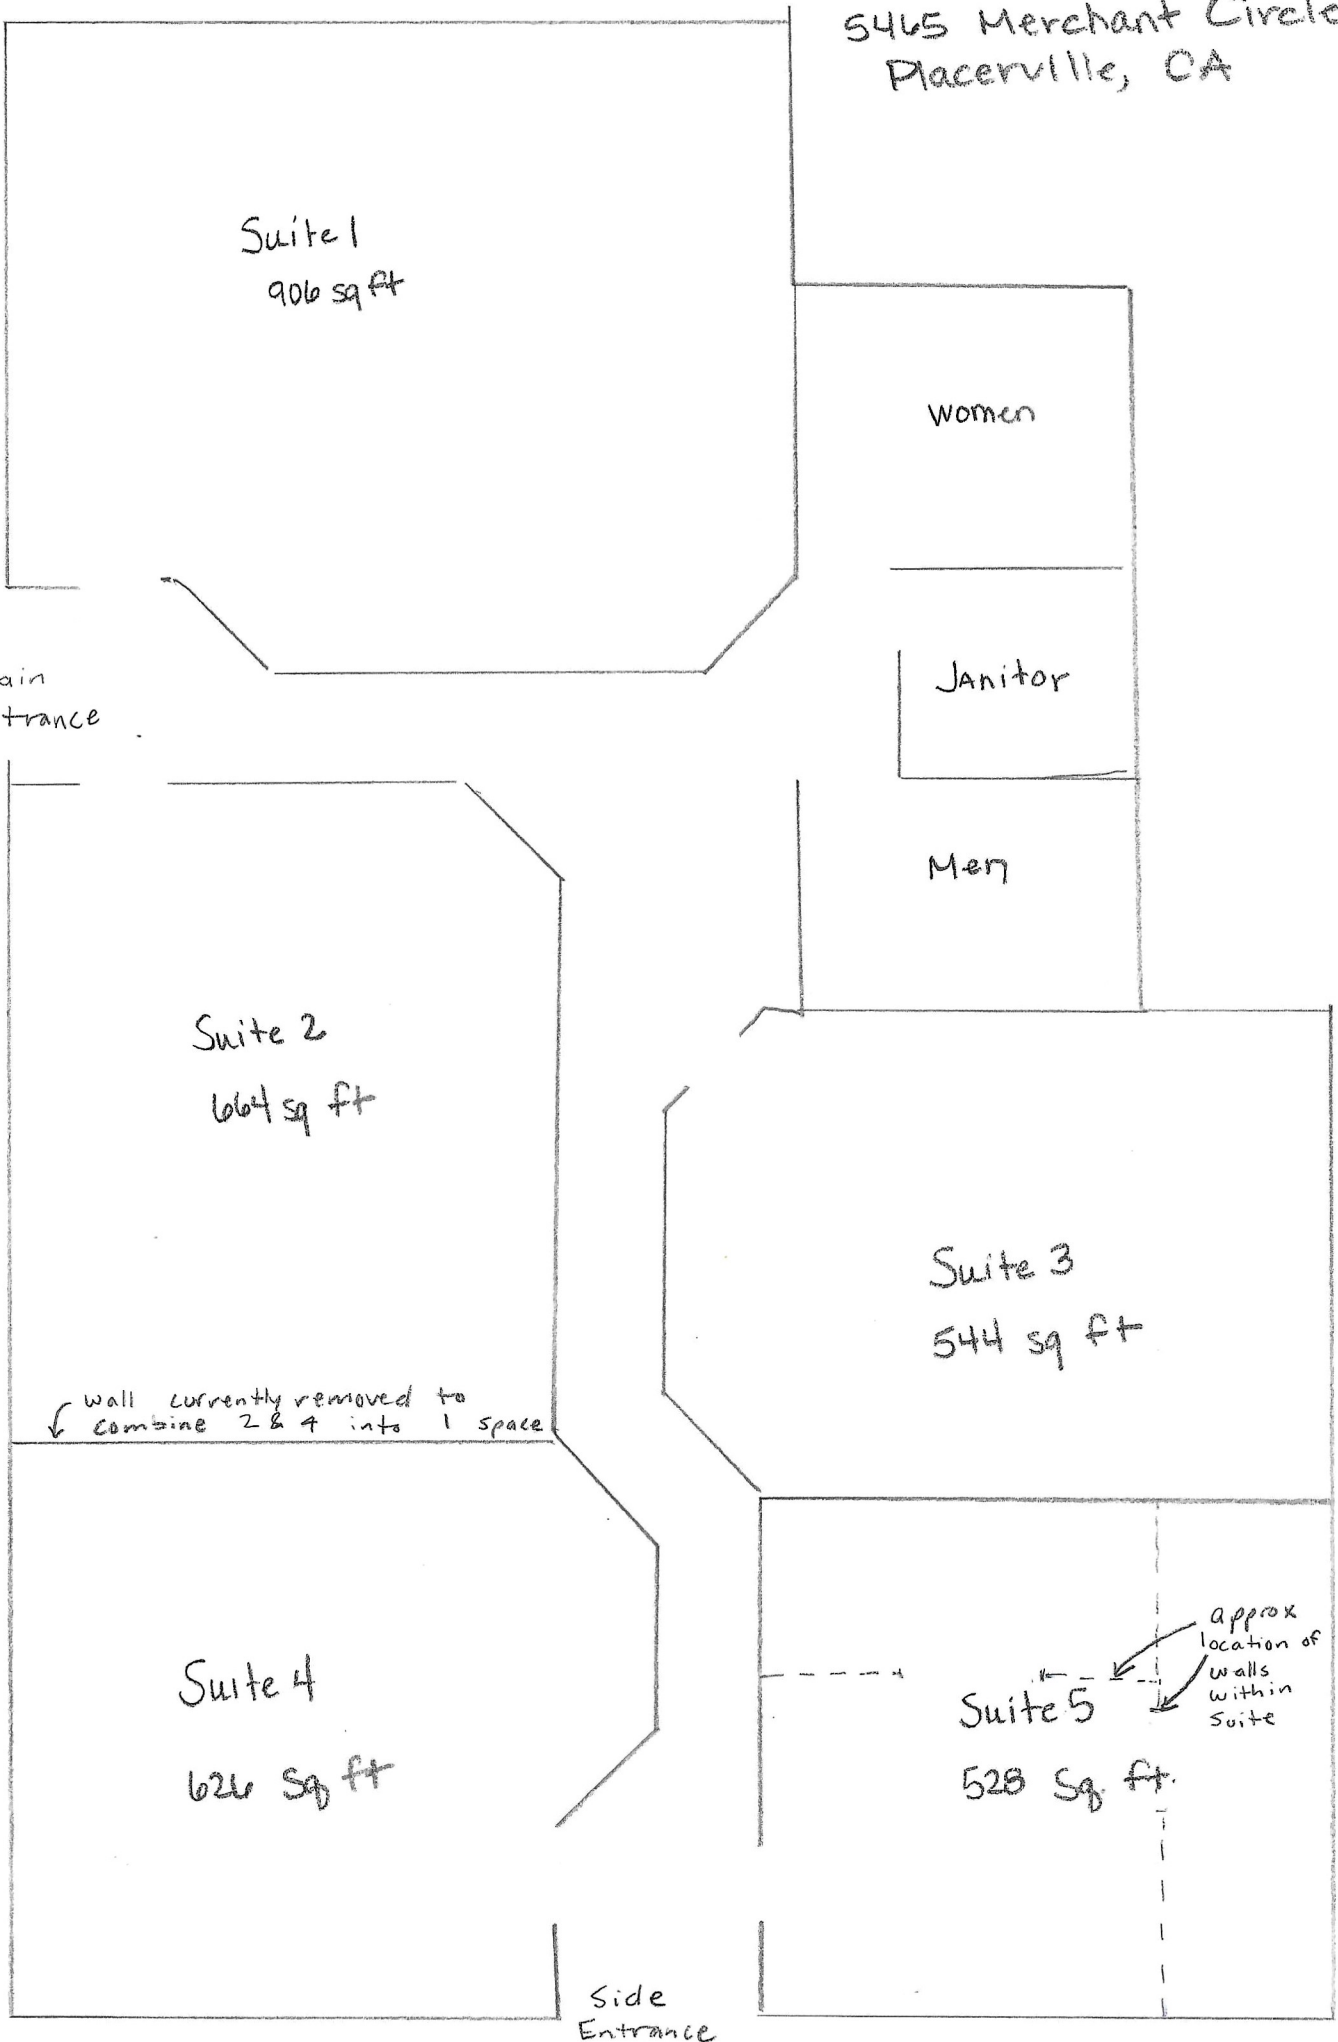 5465 Merchant Circle
Placerville, CA
Suite 1
906 sq ft
Women
Janitor
ain
trance
Men
Suite 2
664 sq ft
Suite 3
544 sq ft
wall currently removed to
combine 2 & 4 into 1 space
approx
location of
walls
within
suite
Suite 4
626 Sq ft
Suite 5
528 Sq. ft.
Side
Entrance